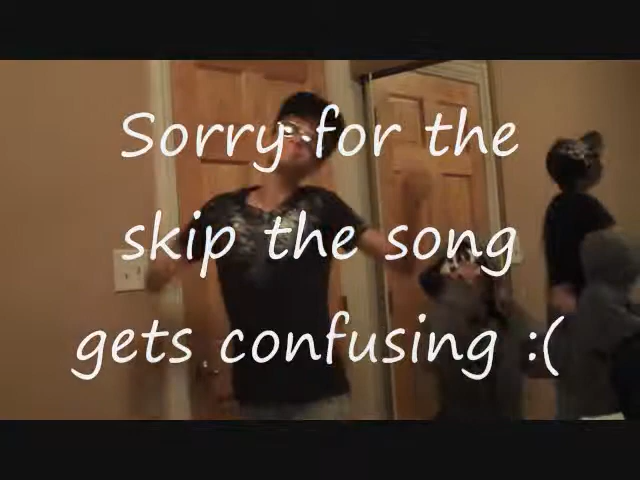 Sorry for the
skip the song
gets confusing :(